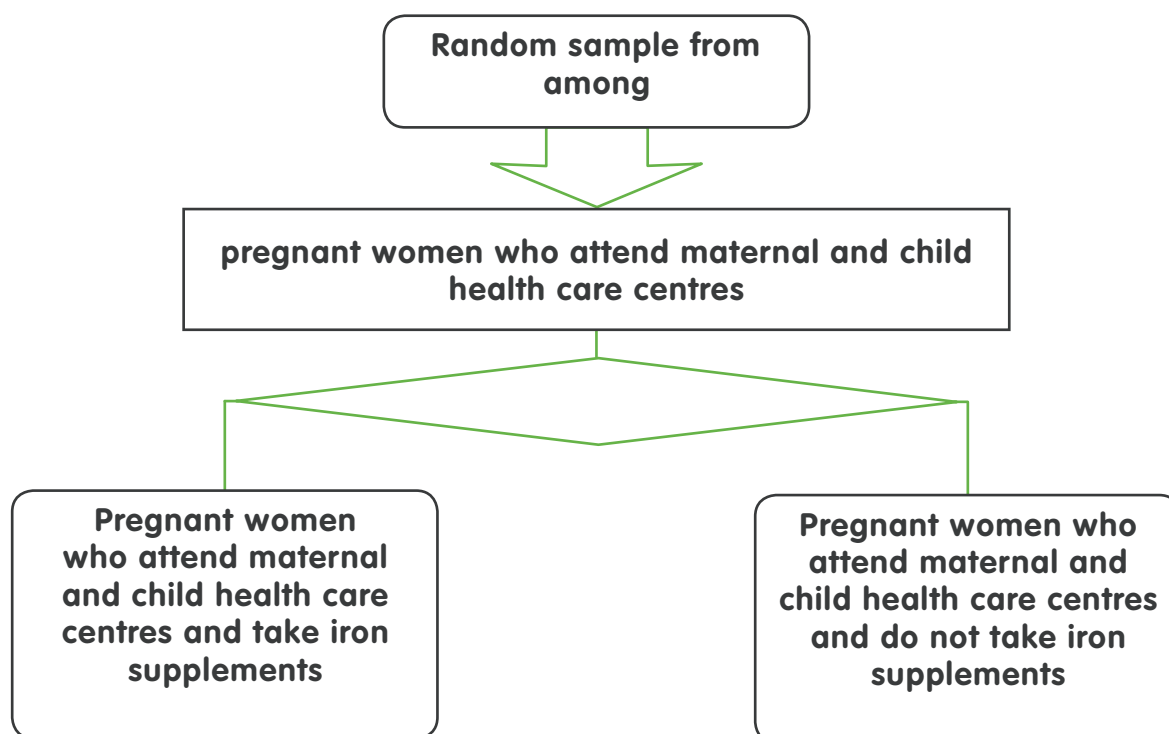 Random sample from
among
pregnant women who attend maternal and child
health care centres
Pregnant women
who attend maternal
and child health care
centres and take iron
supplements
Pregnant women who
attend maternal and
child health care centres
and do not take iron
supplements